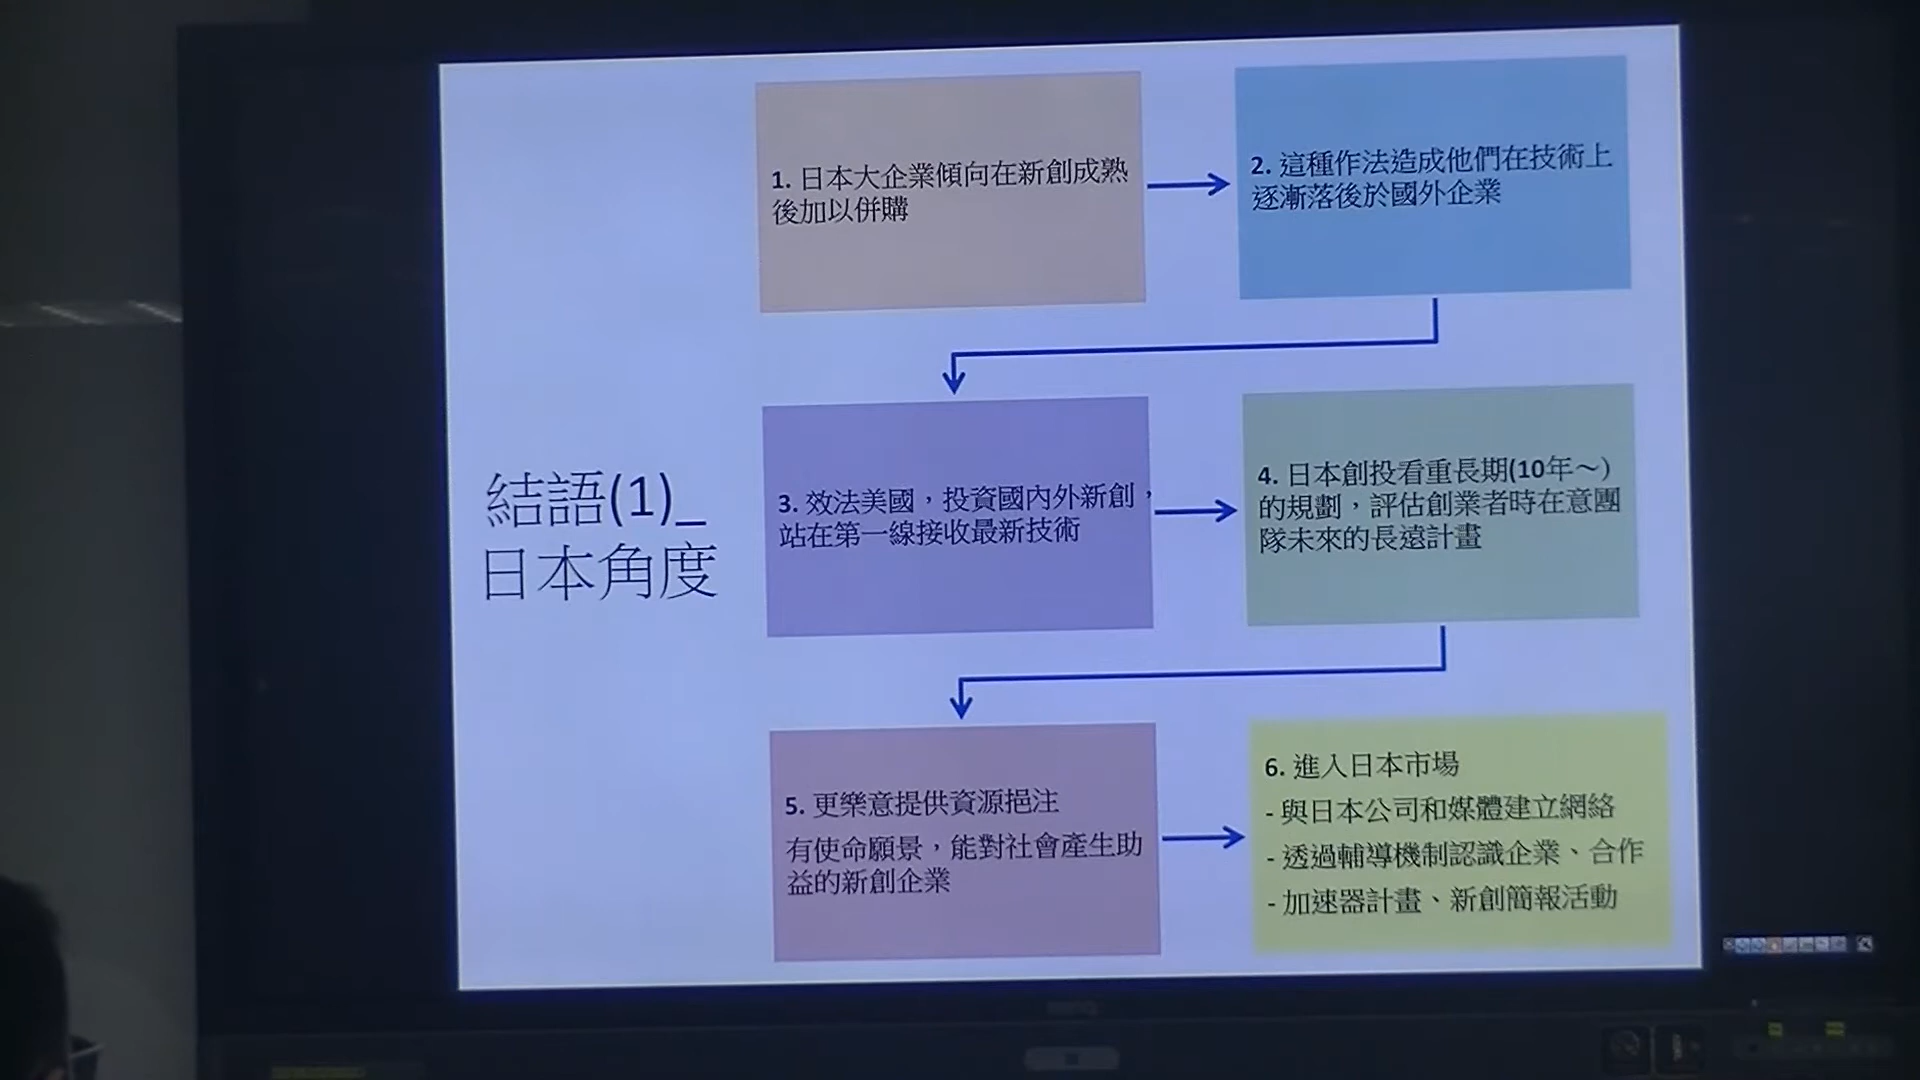 結語(1)_
日本角度
1. 日本大企業傾向在新創成熟
後加以併購
2. 這種作法造成他們在技術上
逐漸落後於國外企業
3. 效法美國，投資國內外新創，
站在第一線接收最新技術
4. 日本創投看重長期(10年～)
的規劃，評估創業者時在意團
隊未來的長遠計畫
5. 更樂意提供資源挹注
有使命願景，能對社會產生助
益的新創企業
6. 進入日本市場
- 與日本公司和媒體建立網絡
- 透過輔導機制認識企業、合作
- 加速器計畫、新創簡報活動